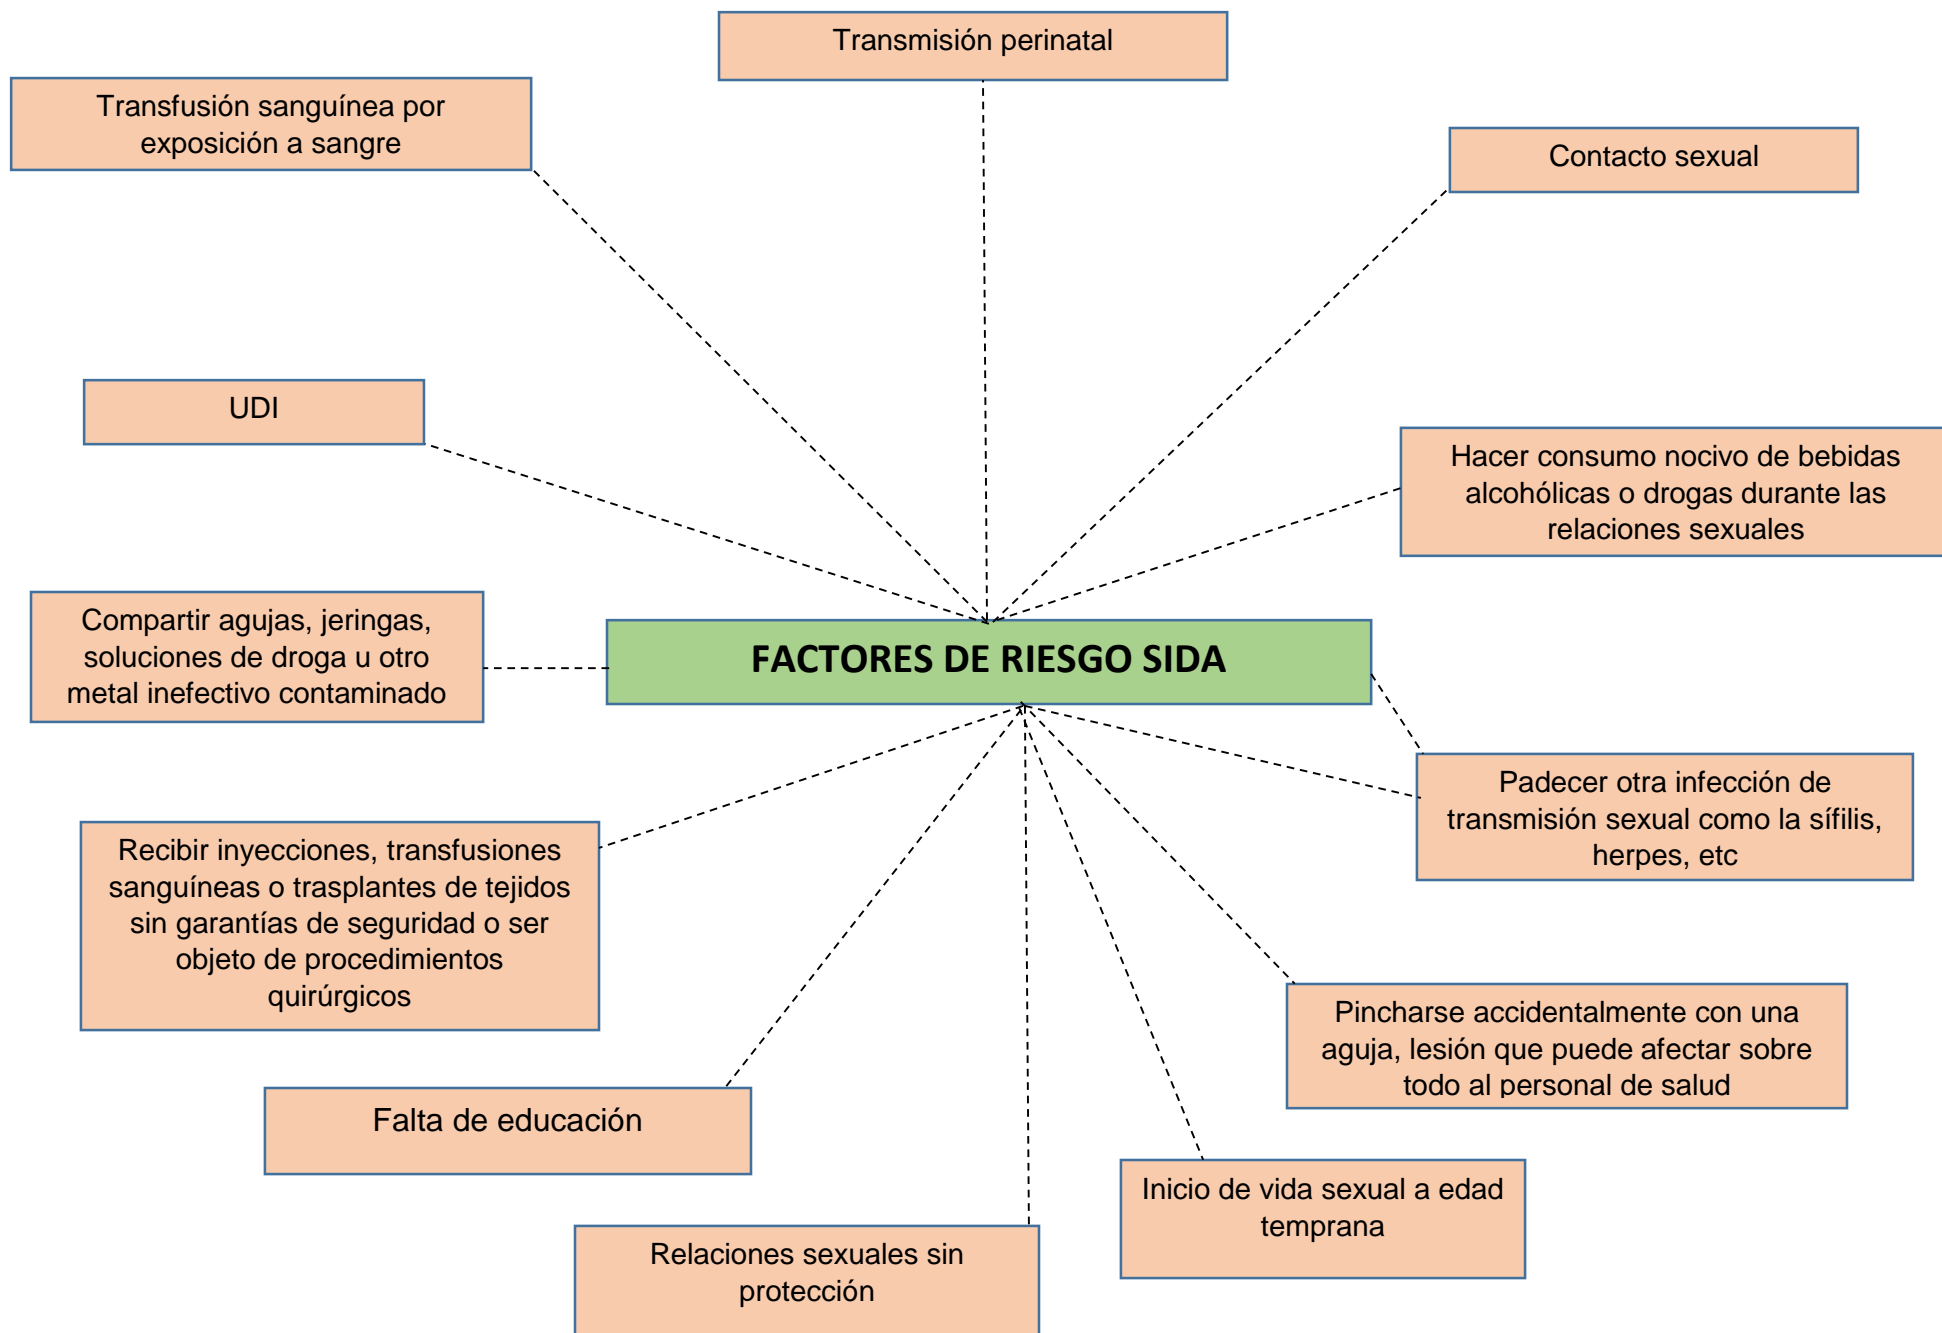 Transmisión perinatal
Transfusión sanguínea por
exposición a sangre
Contacto sexual
UDI
Hacer consumo nocivo de bebidas
alcohólicas o drogas durante las
relaciones sexuales
Compartir agujas, jeringas,
soluciones de droga u otro
metal inefectivo contaminado
FACTORES DE RIESGO SIDA
Padecer otra infección de
transmisión sexual como la sífilis,
herpes, etc
Recibir inyecciones, transfusiones
sanguíneas o trasplantes de tejidos
sin garantías de seguridad o ser
objeto de procedimientos
quirúrgicos
Pincharse accidentalmente con una
aguja, lesión que puede afectar sobre
todo al personal de salud
Falta de educación
Inicio de vida sexual a edad
temprana
Relaciones sexuales sin
protección